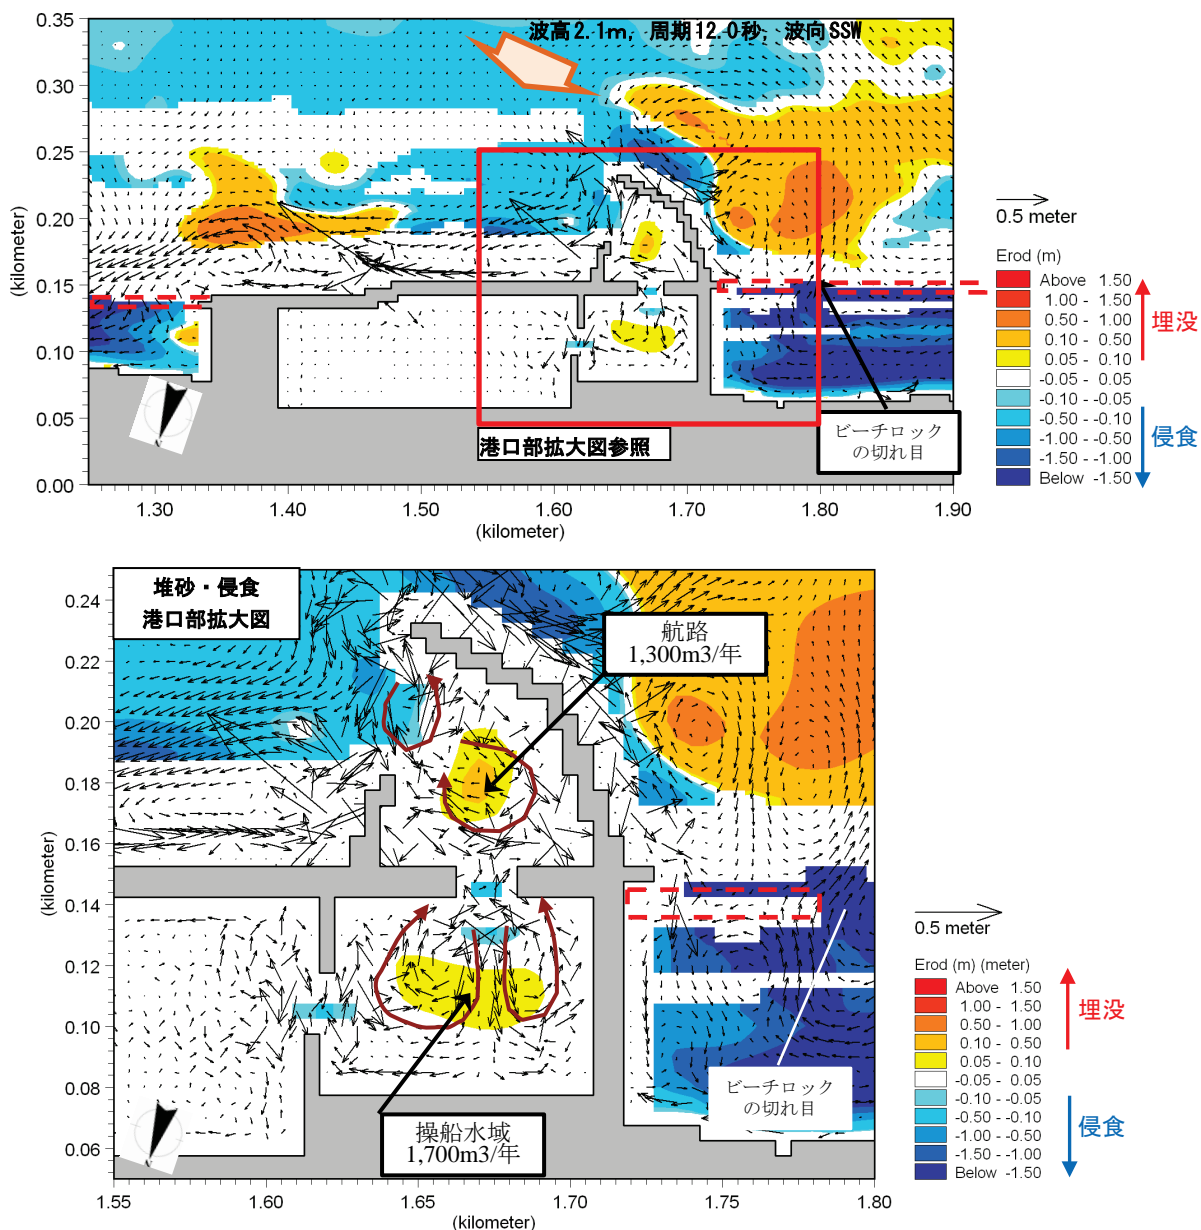 波高2.1m, 周期12.0秒, 波向SSW
0.35
0.30
0.25
0.20
0.15
0.10
0.05
0.00
(kilometer)
1.30
1.40
1.50
1.60
1.70
1.80
1.90
(kilometer)
港口部拡大図参照
ビーチロック
の切れ目
0.5 meter
Erod (m)
Above 1.50
1.00 - 1.50
0.50 - 1.00
0.10 - 0.50
0.05 - 0.10
-0.05 - 0.05
-0.10 - -0.05
-0.50 - -0.10
-1.00 - -0.50
-1.50 - -1.00
Below -1.50
埋没
侵食
堆砂・侵食
港口部拡大図
航路
1,300m3/年
操船水域
1,700m3/年
ビーチロック
の切れ目
0.24
0.22
0.20
0.18
0.16
0.14
0.12
0.10
0.08
0.06
(kilometer)
1.55
1.60
1.65
1.70
1.75
1.80
(kilometer)
0.5 meter
Erod (m) (meter)
Above 1.50
1.00 - 1.50
0.50 - 1.00
0.10 - 0.50
0.05 - 0.10
-0.05 - 0.05
-0.10 - -0.05
-0.50 - -0.10
-1.00 - -0.50
-1.50 - -1.00
Below -1.50
埋没
侵食